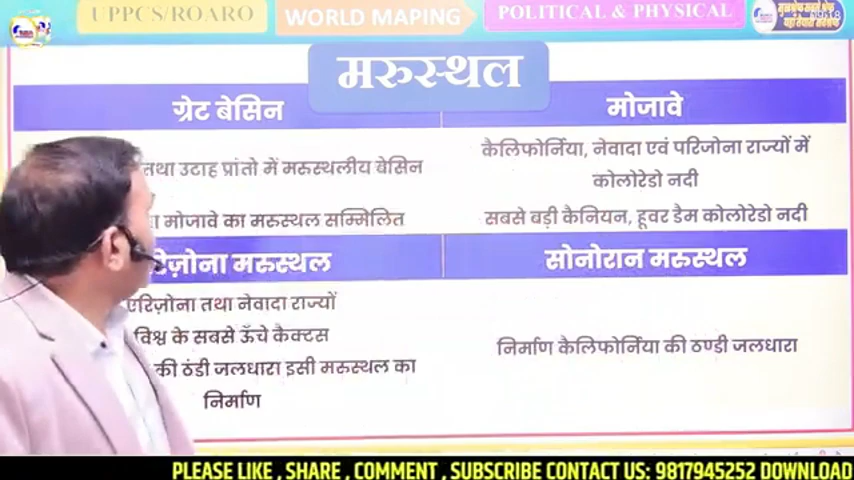 UPPCS/ROARO
WORLD MAPING
POLITICAL & PHYSICAL
मरुस्थल
ग्रेट बेसिन
मोजावे
तथा उटाह प्रांतो में मरुस्थलीय बेसिन
मोजावे का मरुस्थल सम्मिलित
कैलिफोर्निया, नेवादा एवं परिजोना राज्यों में
कोलोरेडो नदी
सबसे बड़ी कैनियन, हूवर डैम कोलोरेडो नदी
मरुस्थल
सोनोरान मरुस्थल
एरिज़ोना तथा नेवादा राज्यों
विश्व के सबसे ऊँचे कैक्टस
की ठंडी जलधारा इसी मरुस्थल का
निर्माण
निर्माण कैलिफोर्निया की ठण्डी जलधारा
PLEASE LIKE , SHARE , COMMENT , SUBSCRIBE CONTACT US: 9817945252 DOWNLOAD